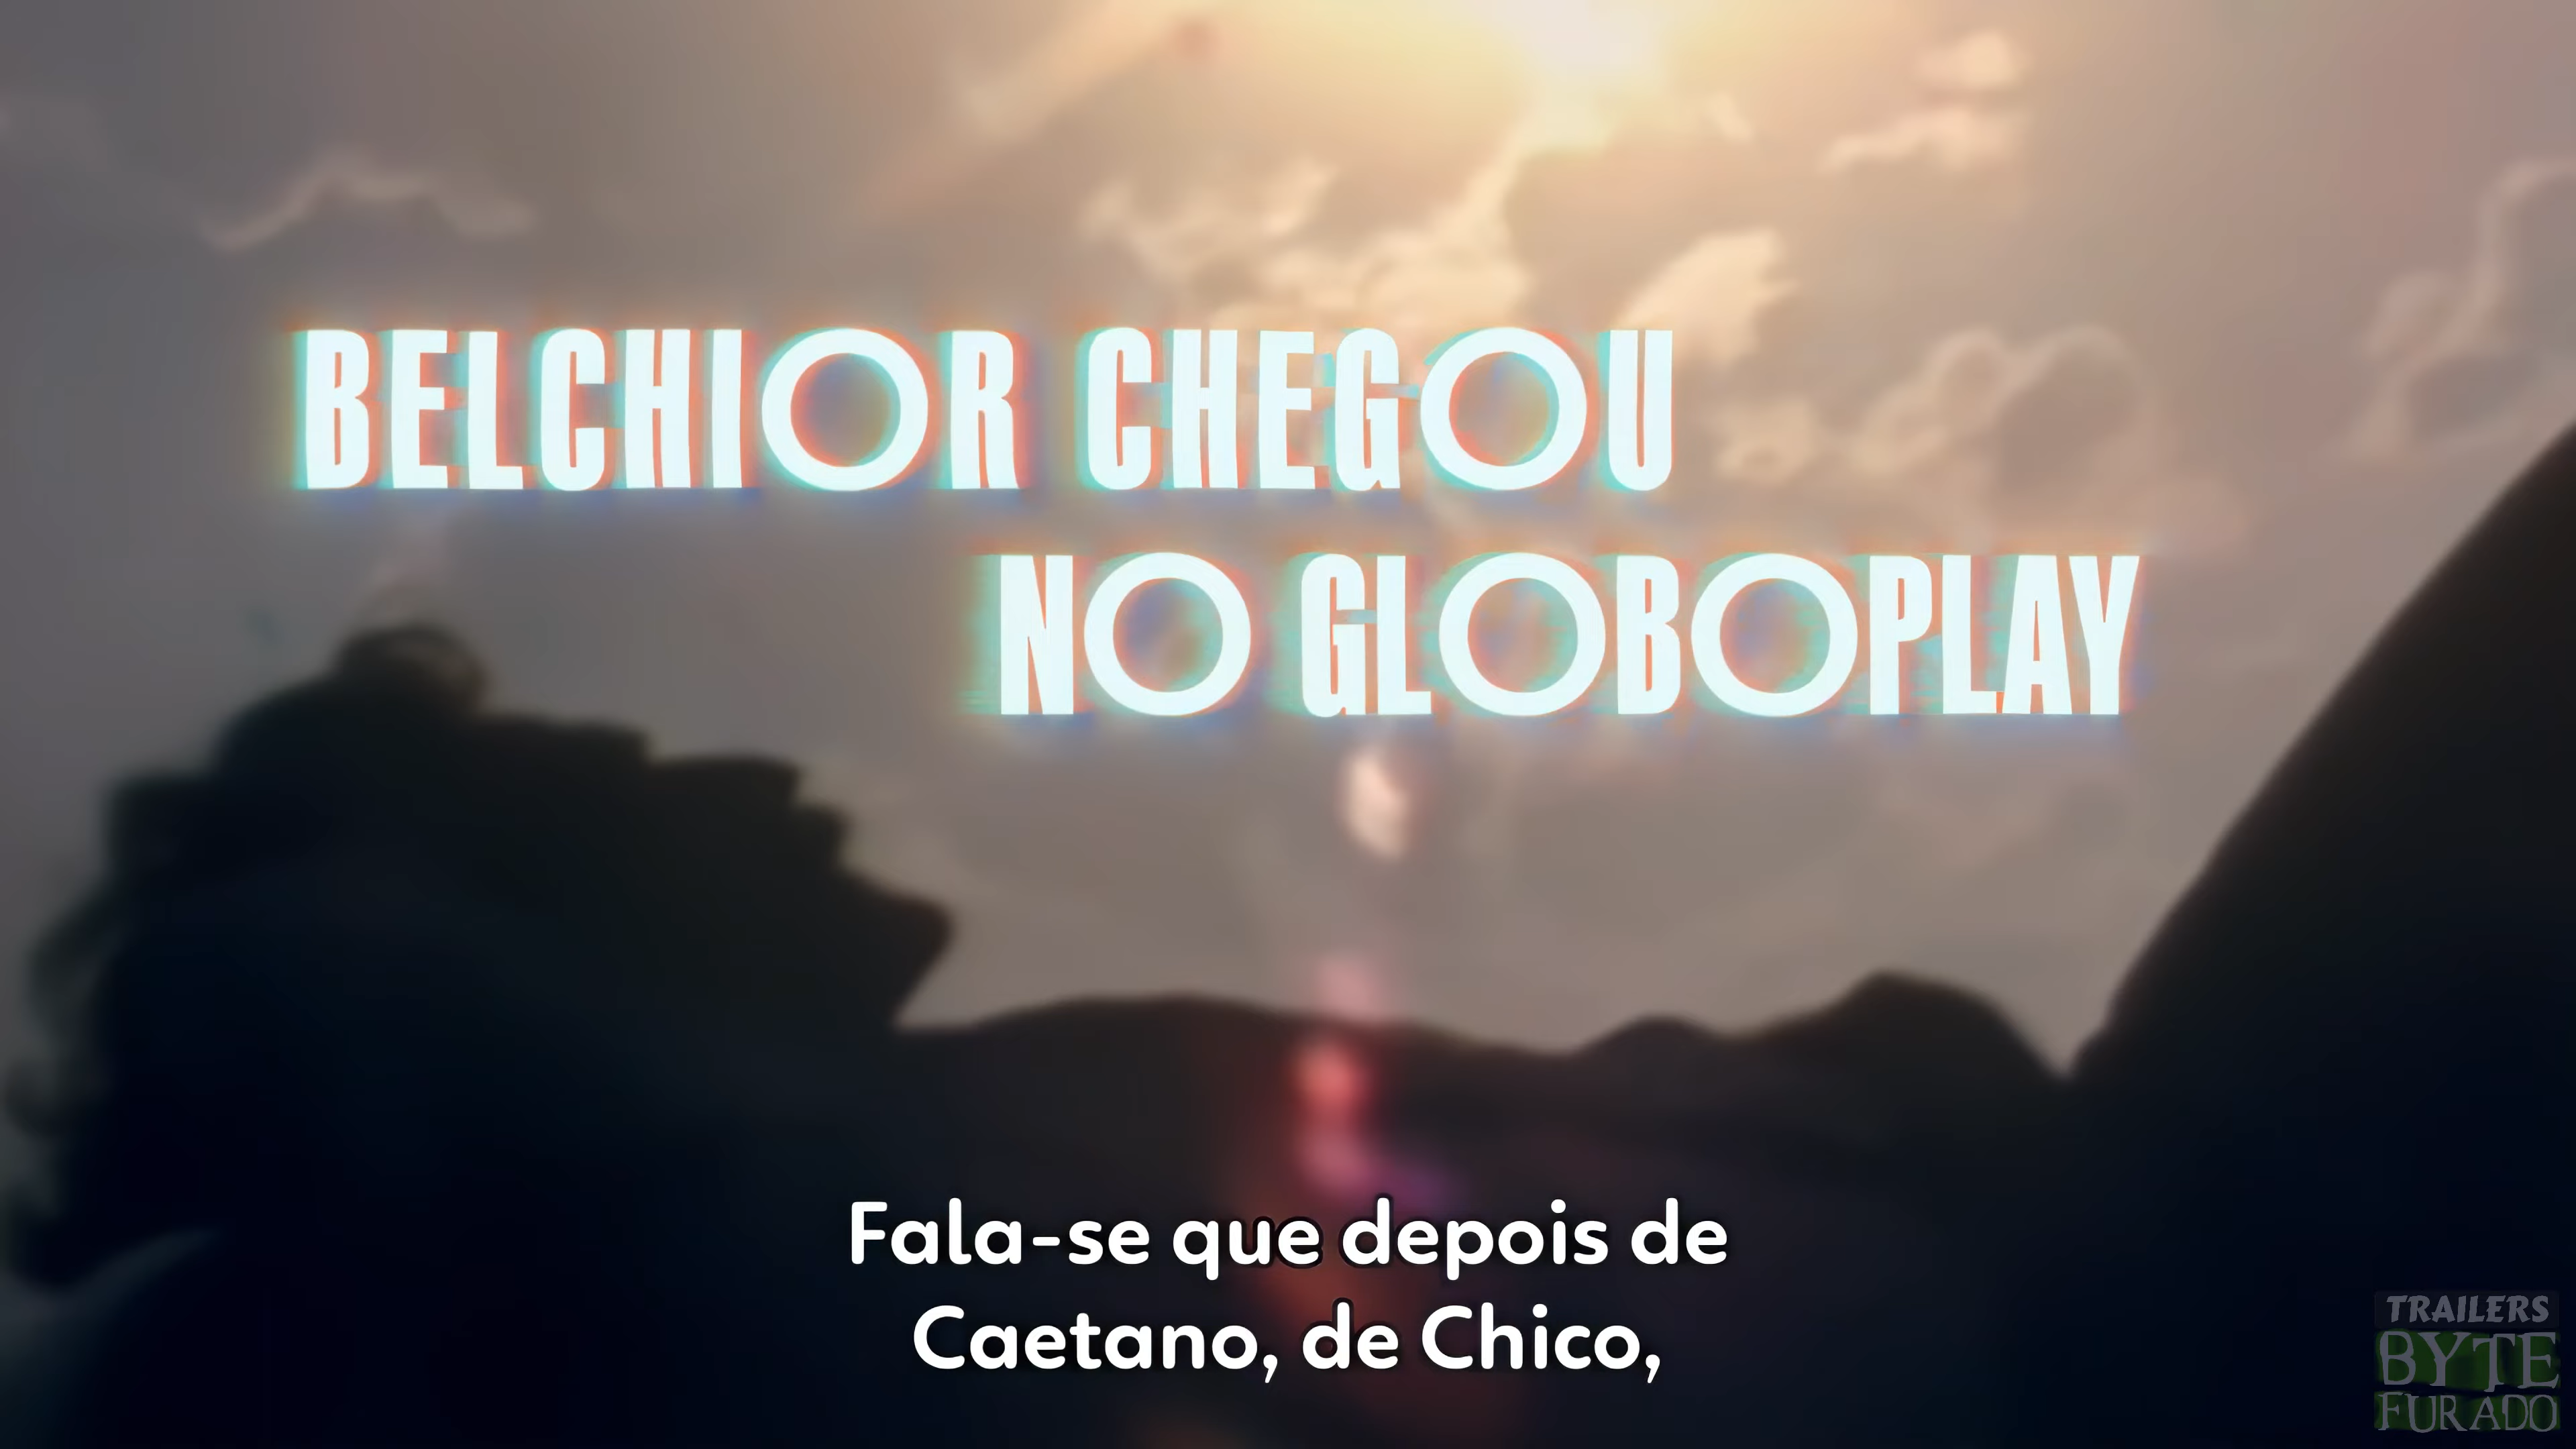 BELCHIOR CHEGOU
NO GLOBOPLAY
Fala-se que depois de
Caetano, de Chico,
TRAILERS
BYTE
FURADO